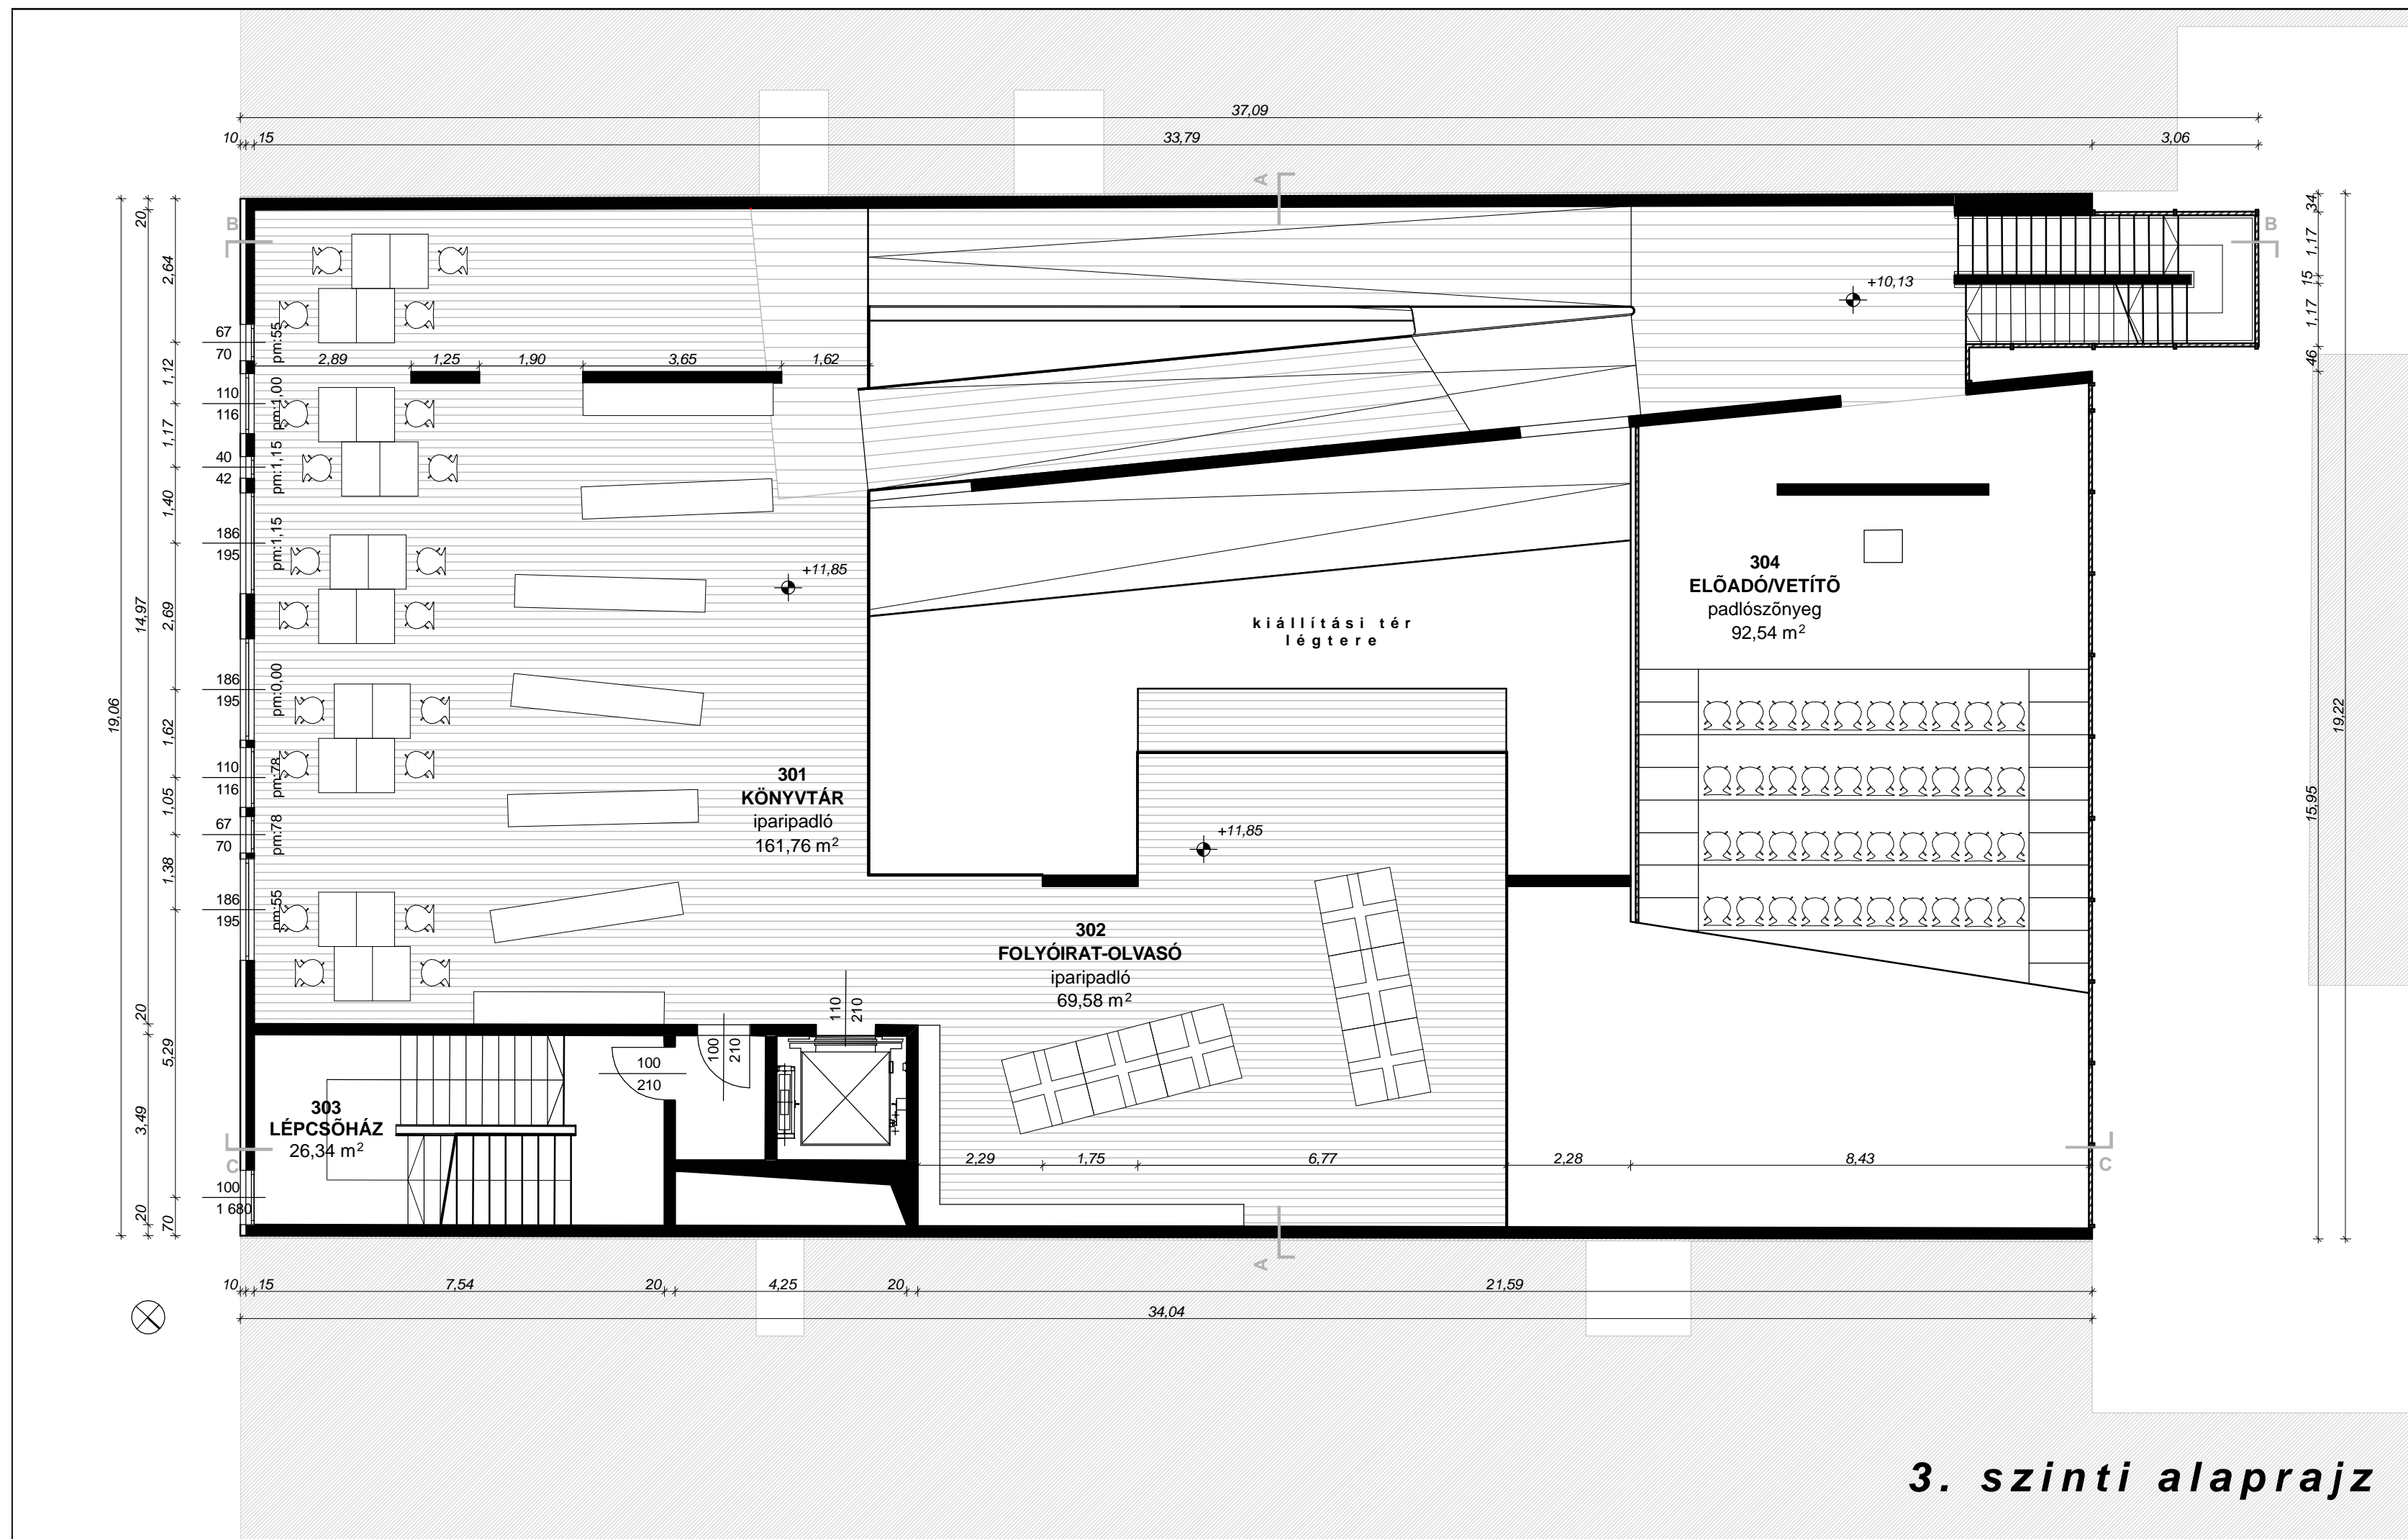 37,09
10 15 33,79 3,06
A
B
B
20
2,64
67
70
pm:55
2,89 1,25 1,90 3,65 1,62
1,12
110
116
pm:1,00
1,17
40
42
pm:1,15
1,40
186
195
pm:1,15
14,97
2,69
19,06
186
195
pm:0,00
1,62
110
116
pm:78
1,05
67
70
pm:78
1,38
186
195
pm:55
20
5,29
3,49
C
100
1 680
20
70
+10,13
34
1,17
15
1,17
46
19,22
15,95
+11,85
kiállítási tér
légtere
304
ELÕADÓ/VETÍTÕ
padlószõnyeg
92,54 m²
301
KÖNYVTÁR
iparipadló
161,76 m²
+11,85
302
FOLYÓIRAT-OLVASÓ
iparipadló
69,58 m²
110
210
100
210
100
210
303
LÉPCSÕHÁZ
26,34 m²
2,29 1,75 6,77 2,28 8,43
C
A
10 15 7,54 20 4,25 20 21,59
34,04
3. szinti alaprajz